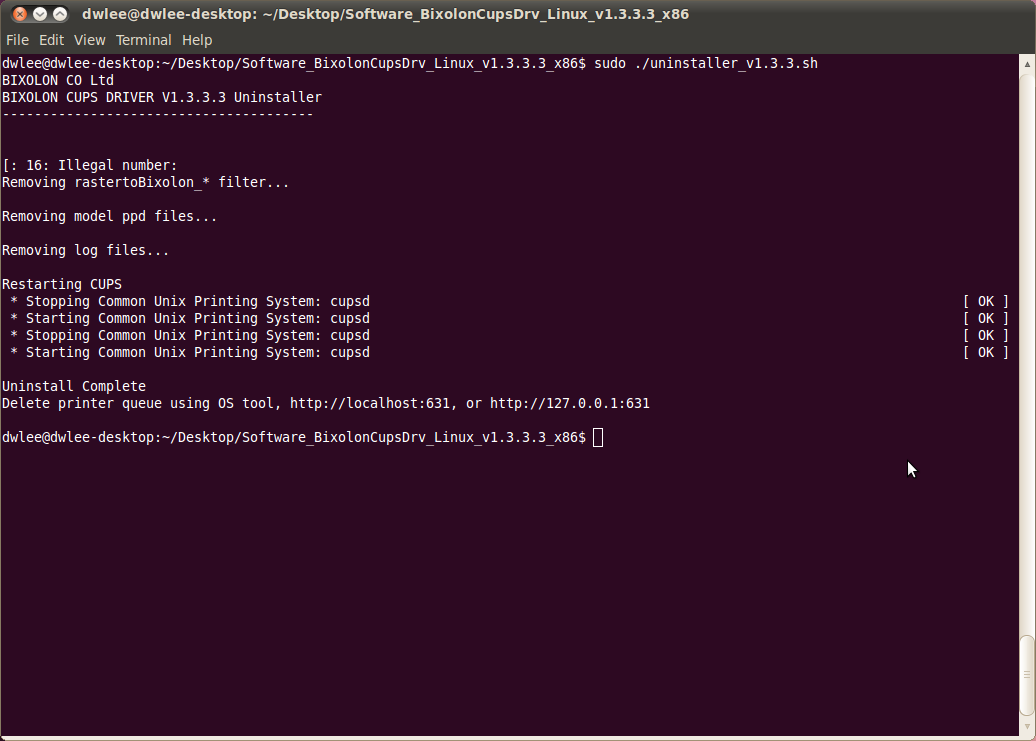 dwlee@dwlee-desktop: ~/Desktop/Software_BixolonCupsDrv_Linux_v1.3.3.3_x86
File Edit View Terminal Help
dwlee@dwlee-desktop:~/Desktop/Software_BixolonCupsDrv_Linux_v1.3.3.3_x86$ sudo ./uninstaller_v1.3.3.sh
BIXOLON CO Ltd
BIXOLON CUPS DRIVER V1.3.3.3 Uninstaller
---------------------------------------
[: 16: Illegal number:
Removing rastertoBixolon_* filter...
Removing model ppd files...
Removing log files...
Restarting CUPS
* Stopping Common Unix Printing System: cupsd [ OK ]
* Starting Common Unix Printing System: cupsd [ OK ]
* Stopping Common Unix Printing System: cupsd [ OK ]
* Starting Common Unix Printing System: cupsd [ OK ]
Uninstall Complete
Delete printer queue using OS tool, http://localhost:631, or http://127.0.0.1:631
dwlee@dwlee-desktop:~/Desktop/Software_BixolonCupsDrv_Linux_v1.3.3.3_x86$